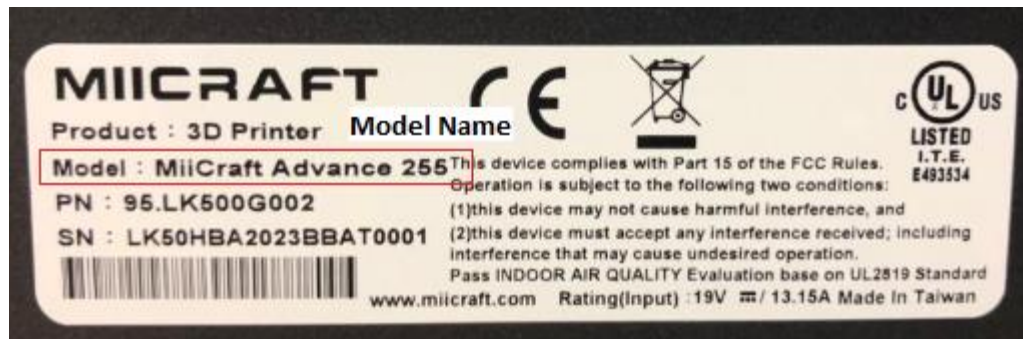 MIICRAFT
Product : 3D Printer
Model Name
Model : MiiCraft Advance 255
PN : 95.LK500G002
SN : LK50HBA2023BBAT0001
CE
C UL US
LISTED
I.T.E.
E493534
This device complies with Part 15 of the FCC Rules.
Operation is subject to the following two conditions:
(1)this device may not cause harmful interference, and
(2)this device must accept any interference received; including
interference that may cause undesired operation.
Pass INDOOR AIR QUALITY Evaluation base on UL2819 Standard
www.miicraft.com Rating(Input) : 19V ⎓/ 13.15A Made In Taiwan